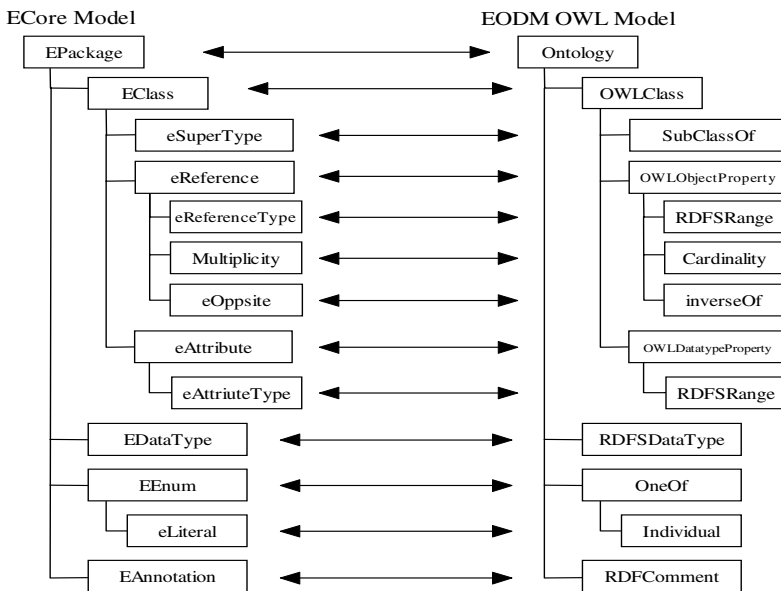 ECore Model
EODM OWL Model
EPackage
Ontology
EClass
OWLClass
eSuperType
SubClassOf
eReference
OWLObjectProperty
eReferenceType
RDFSRange
Multiplicity
Cardinality
eOppsite
inverseOf
eAttribute
OWLDatatypeProperty
eAttriuteType
RDFSRange
EDataType
RDFSDataType
EEnum
OneOf
eLiteral
Individual
EAnnotation
RDFComment